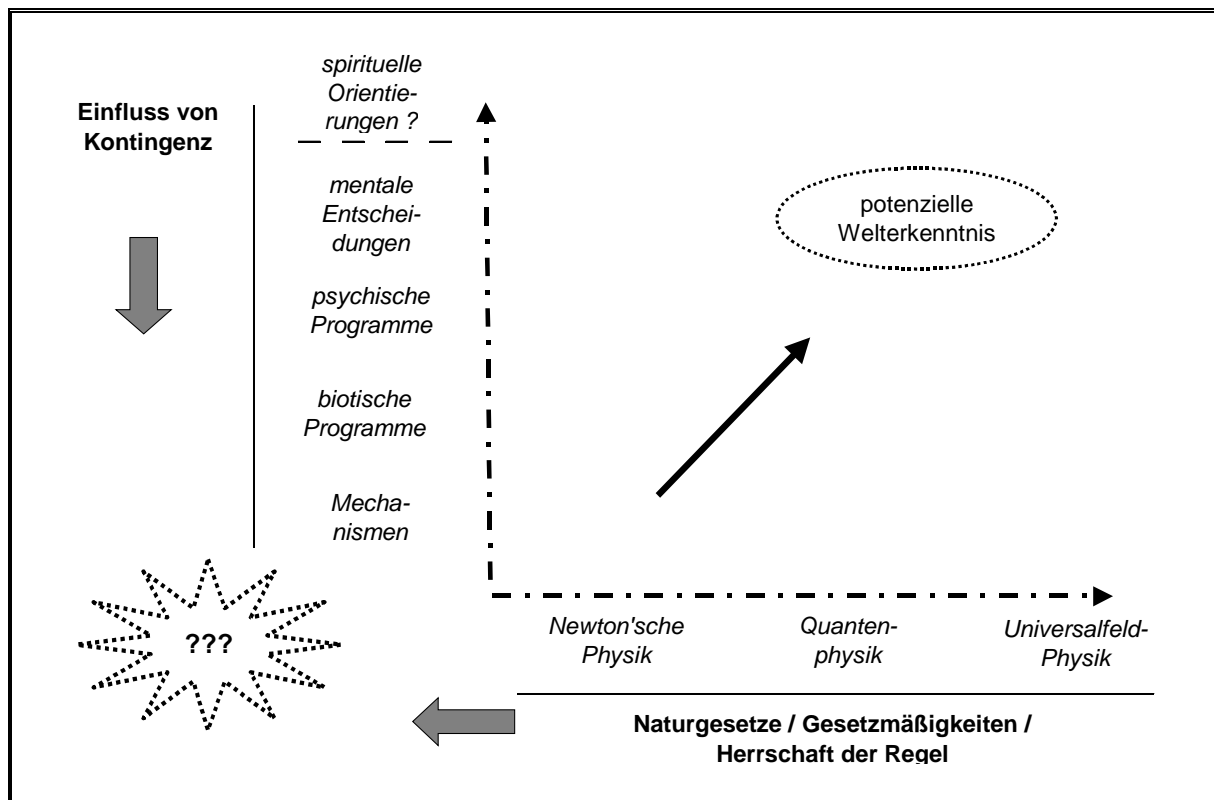 spirituelle
Orientie-
rungen ?
Einfluss von
Kontingenz
mentale
Entschei-
dungen
potenzielle
Welterkenntnis
psychische
Programme
biotische
Programme
Mecha-
nismen
???
Newton'sche
Physik
Quanten-
physik
Universalfeld-
Physik
Naturgesetze / Gesetzmäßigkeiten /
Herrschaft der Regel